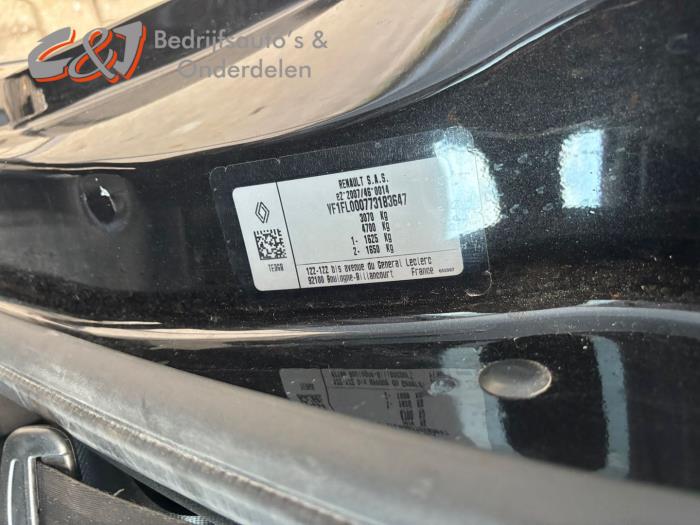 C&J Bedrijfsauto's &
Onderdelen
RENAULT S.A.S.
e2*2007/46*0014
VF1FL000773183647
3070 Kg
4700 Kg
1- 1625 Kg
2- 1650 Kg
122-122 bis avenue du General Leclerc
92100 Boulogne-Billancourt France